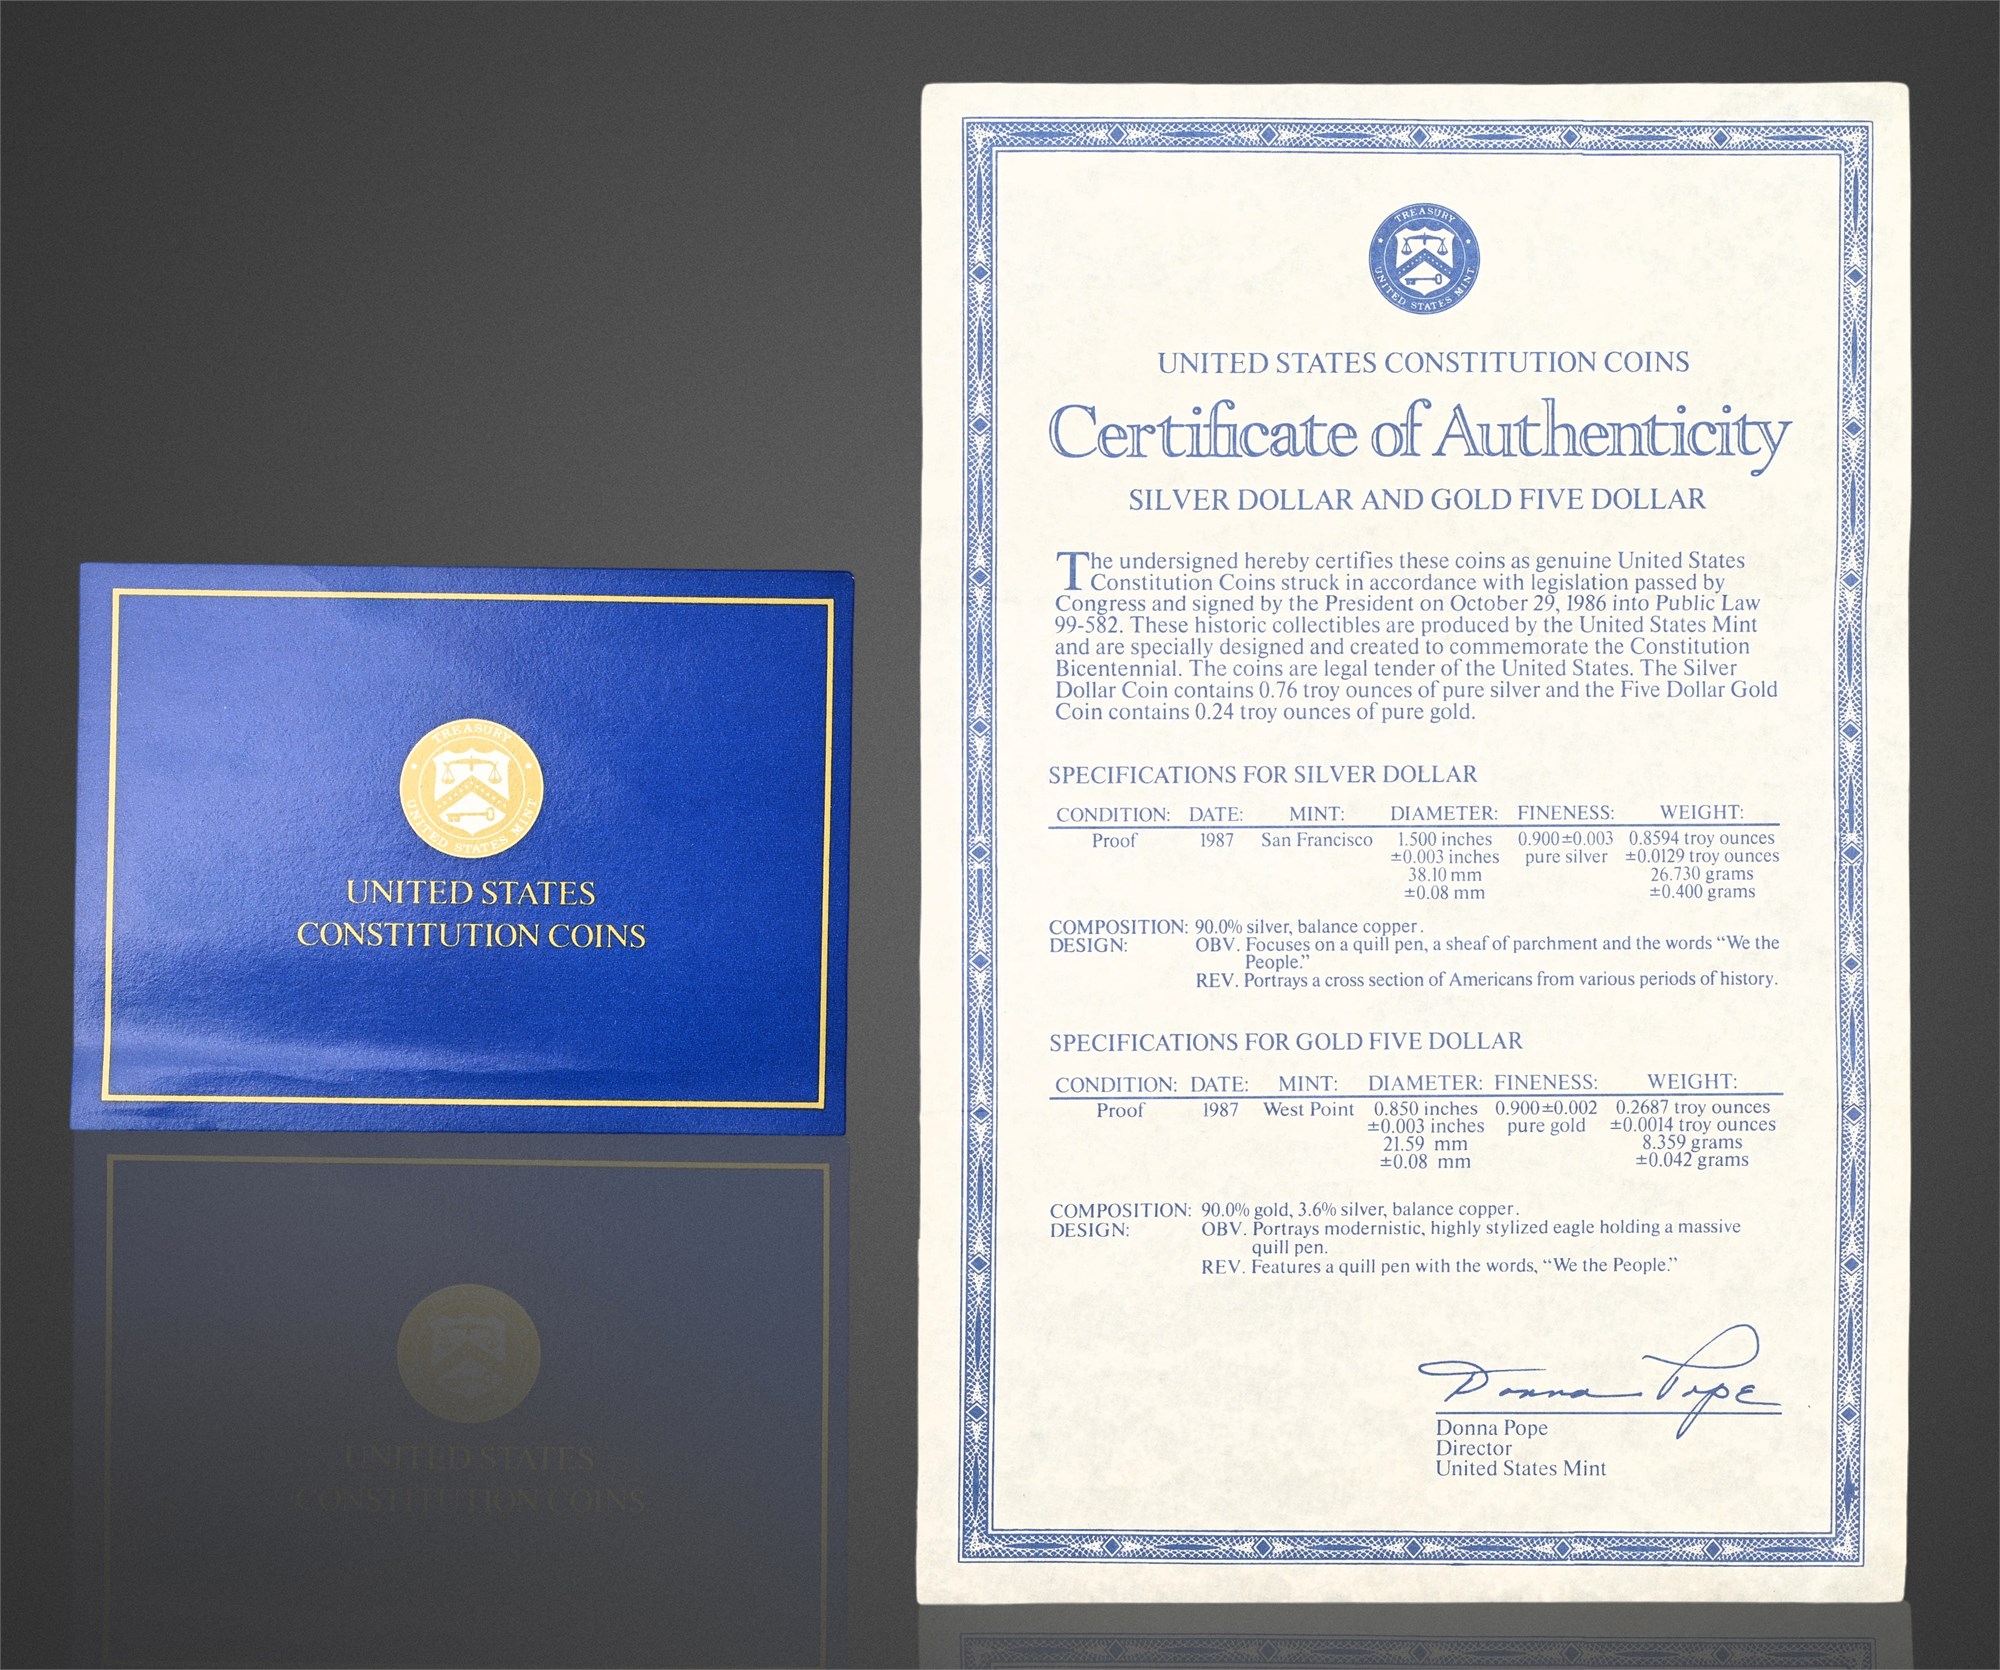 TREASURY
UNITED STATES MINT
UNITED STATES
CONSTITUTION COINS
TREASURY
UNITED STATES MINT
UNITED STATES CONSTITUTION COINS
Certificate of Authenticity
SILVER DOLLAR AND GOLD FIVE DOLLAR
The undersigned hereby certifies these coins as genuine United States
Constitution Coins struck in accordance with legislation passed by
Congress and signed by the President on October 29, 1986 into Public Law
99-582. These historic collectibles are produced by the United States Mint
and are specially designed and created to commemorate the Constitution
Bicentennial. The coins are legal tender of the United States. The Silver
Dollar Coin contains 0.76 troy ounces of pure silver and the Five Dollar Gold
Coin contains 0.24 troy ounces of pure gold.
SPECIFICATIONS FOR SILVER DOLLAR
CONDITION: DATE: MINT: DIAMETER: FINENESS: WEIGHT:
Proof 1987 San Francisco 1.500 inches 0.900±0.003 0.8594 troy ounces
±0.003 inches pure silver ±0.0129 troy ounces
38.10 mm 26.730 grams
±0.08 mm ±0.400 grams
COMPOSITION: 90.0% silver, balance copper.
DESIGN: OBV. Focuses on a quill pen, a sheaf of parchment and the words “We the
People.”
REV. Portrays a cross section of Americans from various periods of history.
SPECIFICATIONS FOR GOLD FIVE DOLLAR
CONDITION: DATE: MINT: DIAMETER: FINENESS: WEIGHT:
Proof 1987 West Point 0.850 inches 0.900±0.002 0.2687 troy ounces
±0.003 inches pure gold ±0.0014 troy ounces
21.59 mm 8.359 grams
±0.08 mm ±0.042 grams
COMPOSITION: 90.0% gold, 3.6% silver, balance copper.
DESIGN: OBV. Portrays modernistic, highly stylized eagle holding a massive
quill pen.
REV. Features a quill pen with the words, “We the People.”
Donna Pope
Donna Pope
Director
United States Mint
UNITED STATES
CONSTITUTION COINS